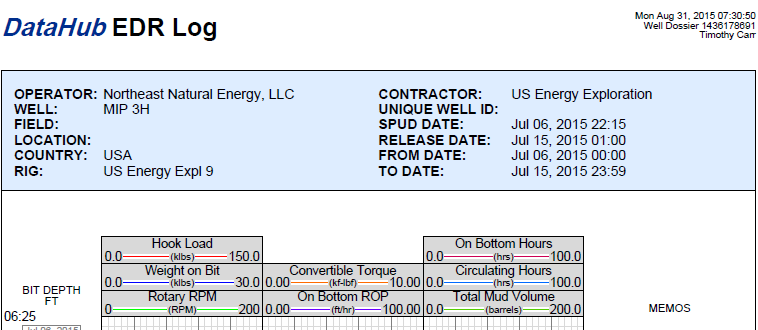 DataHub EDR Log
Mon Aug 31, 2015 07:30:50
Well Dossier 1436178691
Timothy Carr
OPERATOR: Northeast Natural Energy, LLC
WELL: MIP 3H
FIELD:
LOCATION:
COUNTRY: USA
RIG: US Energy Expl 9
CONTRACTOR: US Energy Exploration
UNIQUE WELL ID:
SPUD DATE: Jul 06, 2015 22:15
RELEASE DATE: Jul 15, 2015 01:00
FROM DATE: Jul 06, 2015 00:00
TO DATE: Jul 15, 2015 23:59
Hook Load
0.0 (klbs) 150.0
On Bottom Hours
0.0 (hrs) 100.0
Weight on Bit
0.0 (klbs) 30.0
Convertible Torque
0.00 (kf-lbf) 10.00
Circulating Hours
0.0 (hrs) 100.0
BIT DEPTH
FT
Rotary RPM
0 (RPM) 200
On Bottom ROP
0.00 (ft/hr) 100.00
Total Mud Volume
0.0 (barrels) 200.0
MEMOS
06:25
Jul 06, 2015